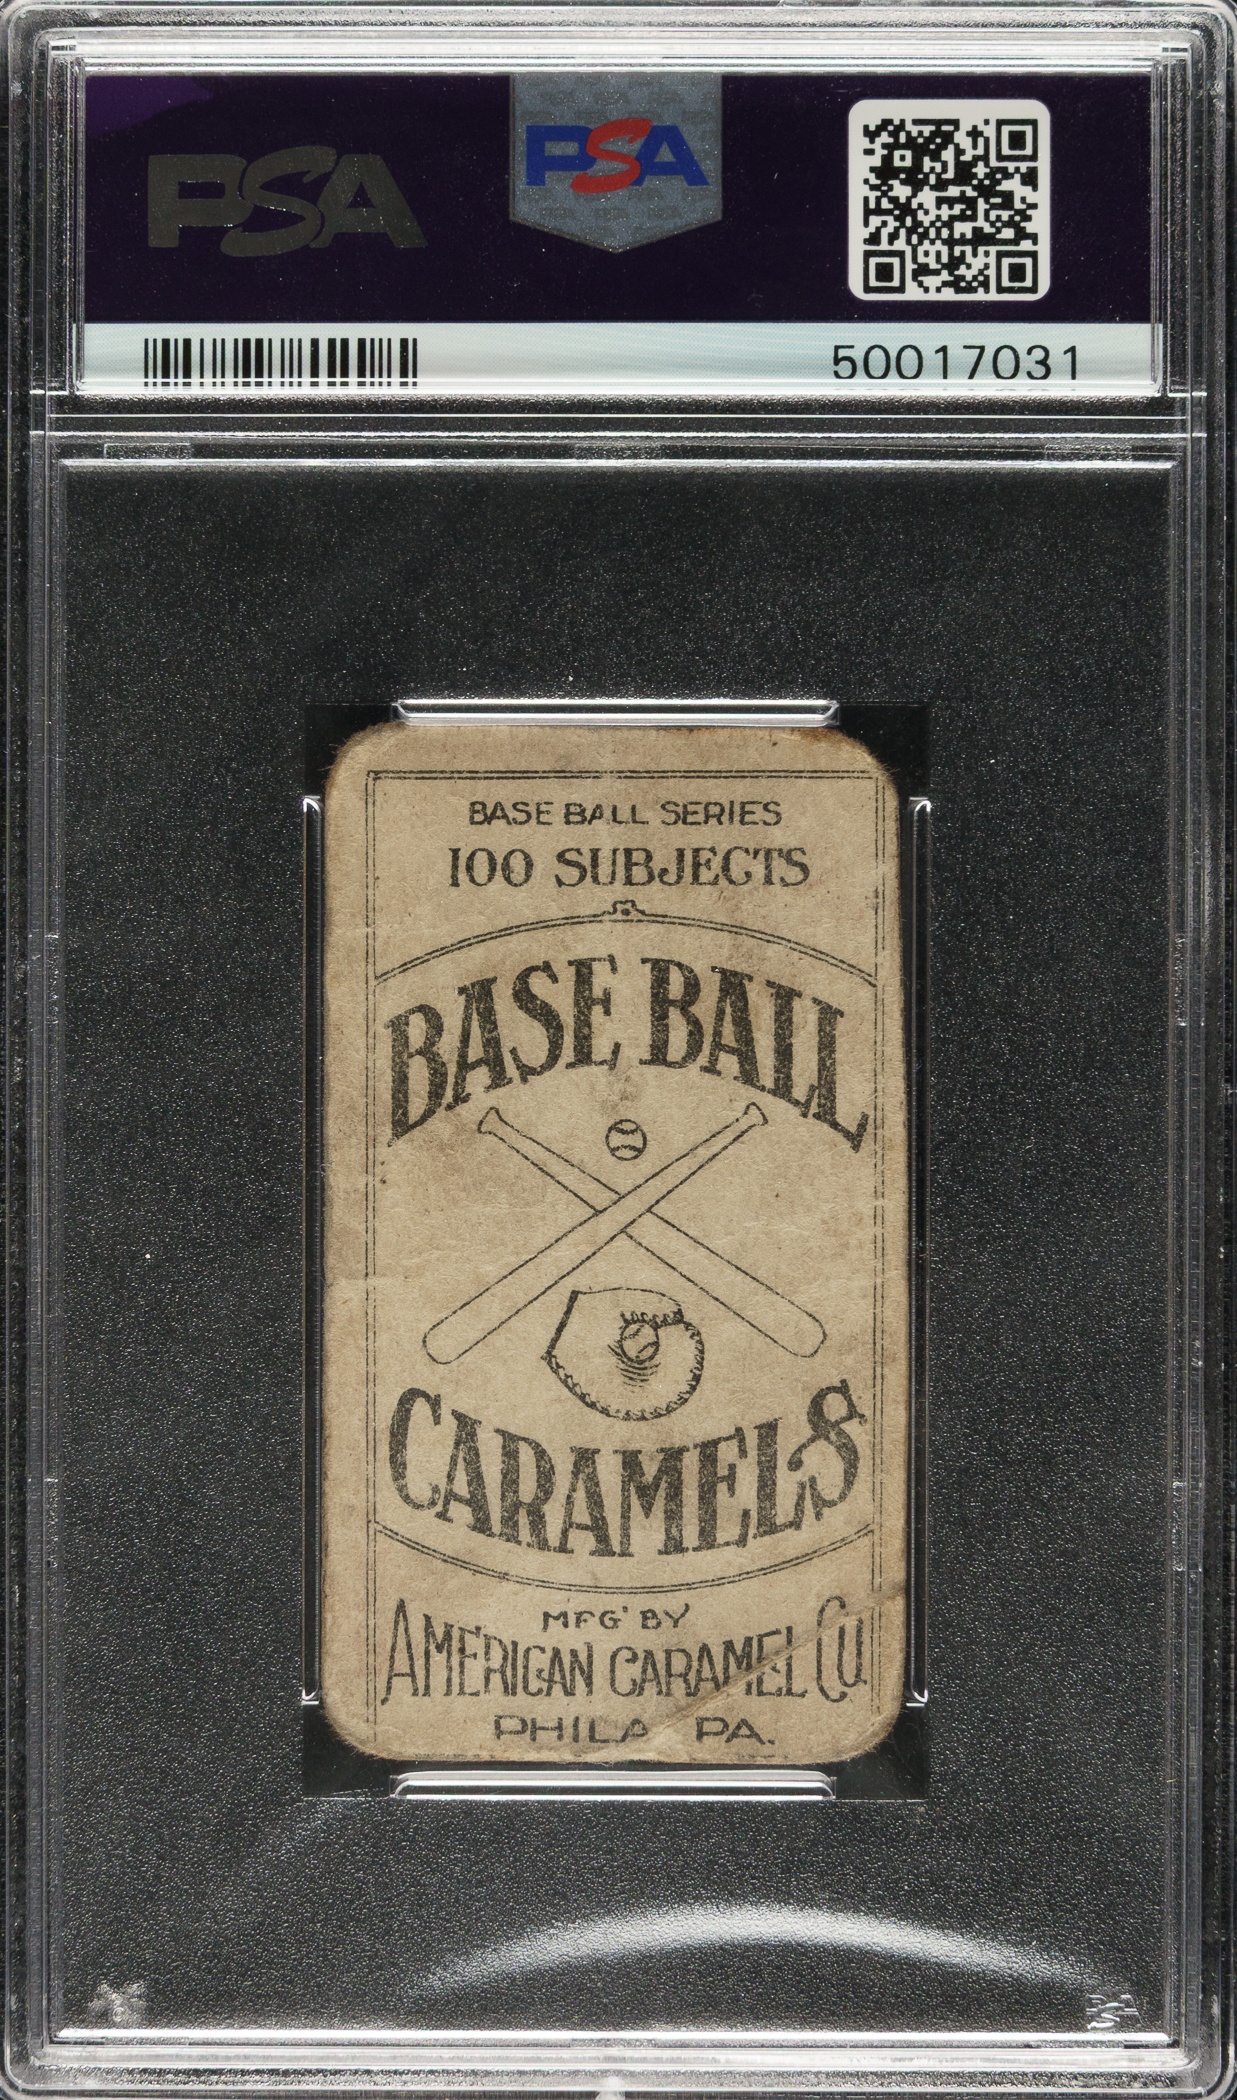 PSA
PSA
50017031
BASE BALL SERIES
100 SUBJECTS
BASE BALL
CARAMELS
MFG' BY
AMERICAN CARAMEL CO
PHILA PA.